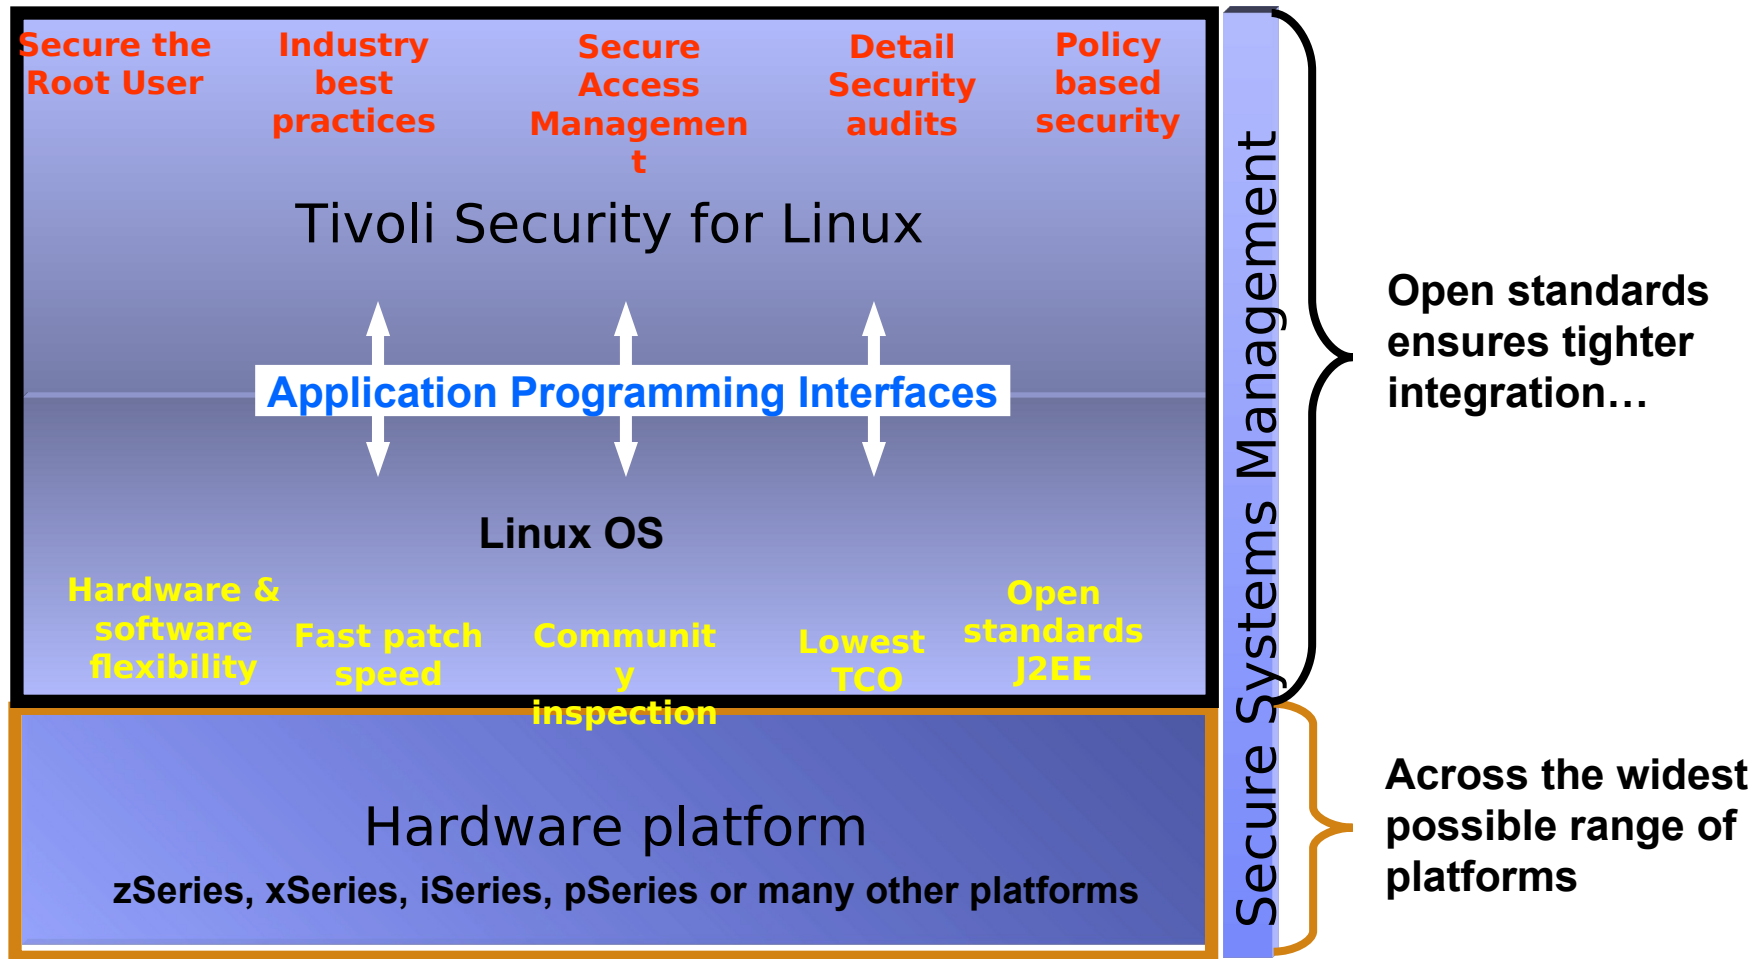 Secure the
Root User
Industry
best
practices
Secure
Access
Managemen
t
Detail
Security
audits
Policy
based
security
Tivoli Security for Linux
Application Programming Interfaces
Linux OS
Hardware &
software
flexibility
Fast patch
speed
Communit
y
inspection
Lowest
TCO
Open
standards
J2EE
Hardware platform
zSeries, xSeries, iSeries, pSeries or many other platforms
Secure Systems Management
Open standards
ensures tighter
integration…
Across the widest
possible range of
platforms